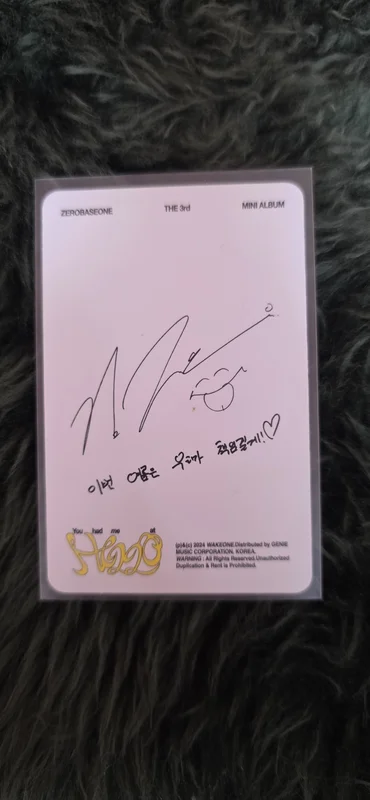 ZEROBASEONE THE 3rd MINI ALBUM
이번 여름은 우리가 책임질게!♡
You had me at
HELLO
(p)&(c) 2024 WAKEONE.Distributed by GENIE
MUSIC CORPORATION, KOREA.
WARNING : All Rights Reserved.Unauthorized
Duplication & Rent is Prohibited.